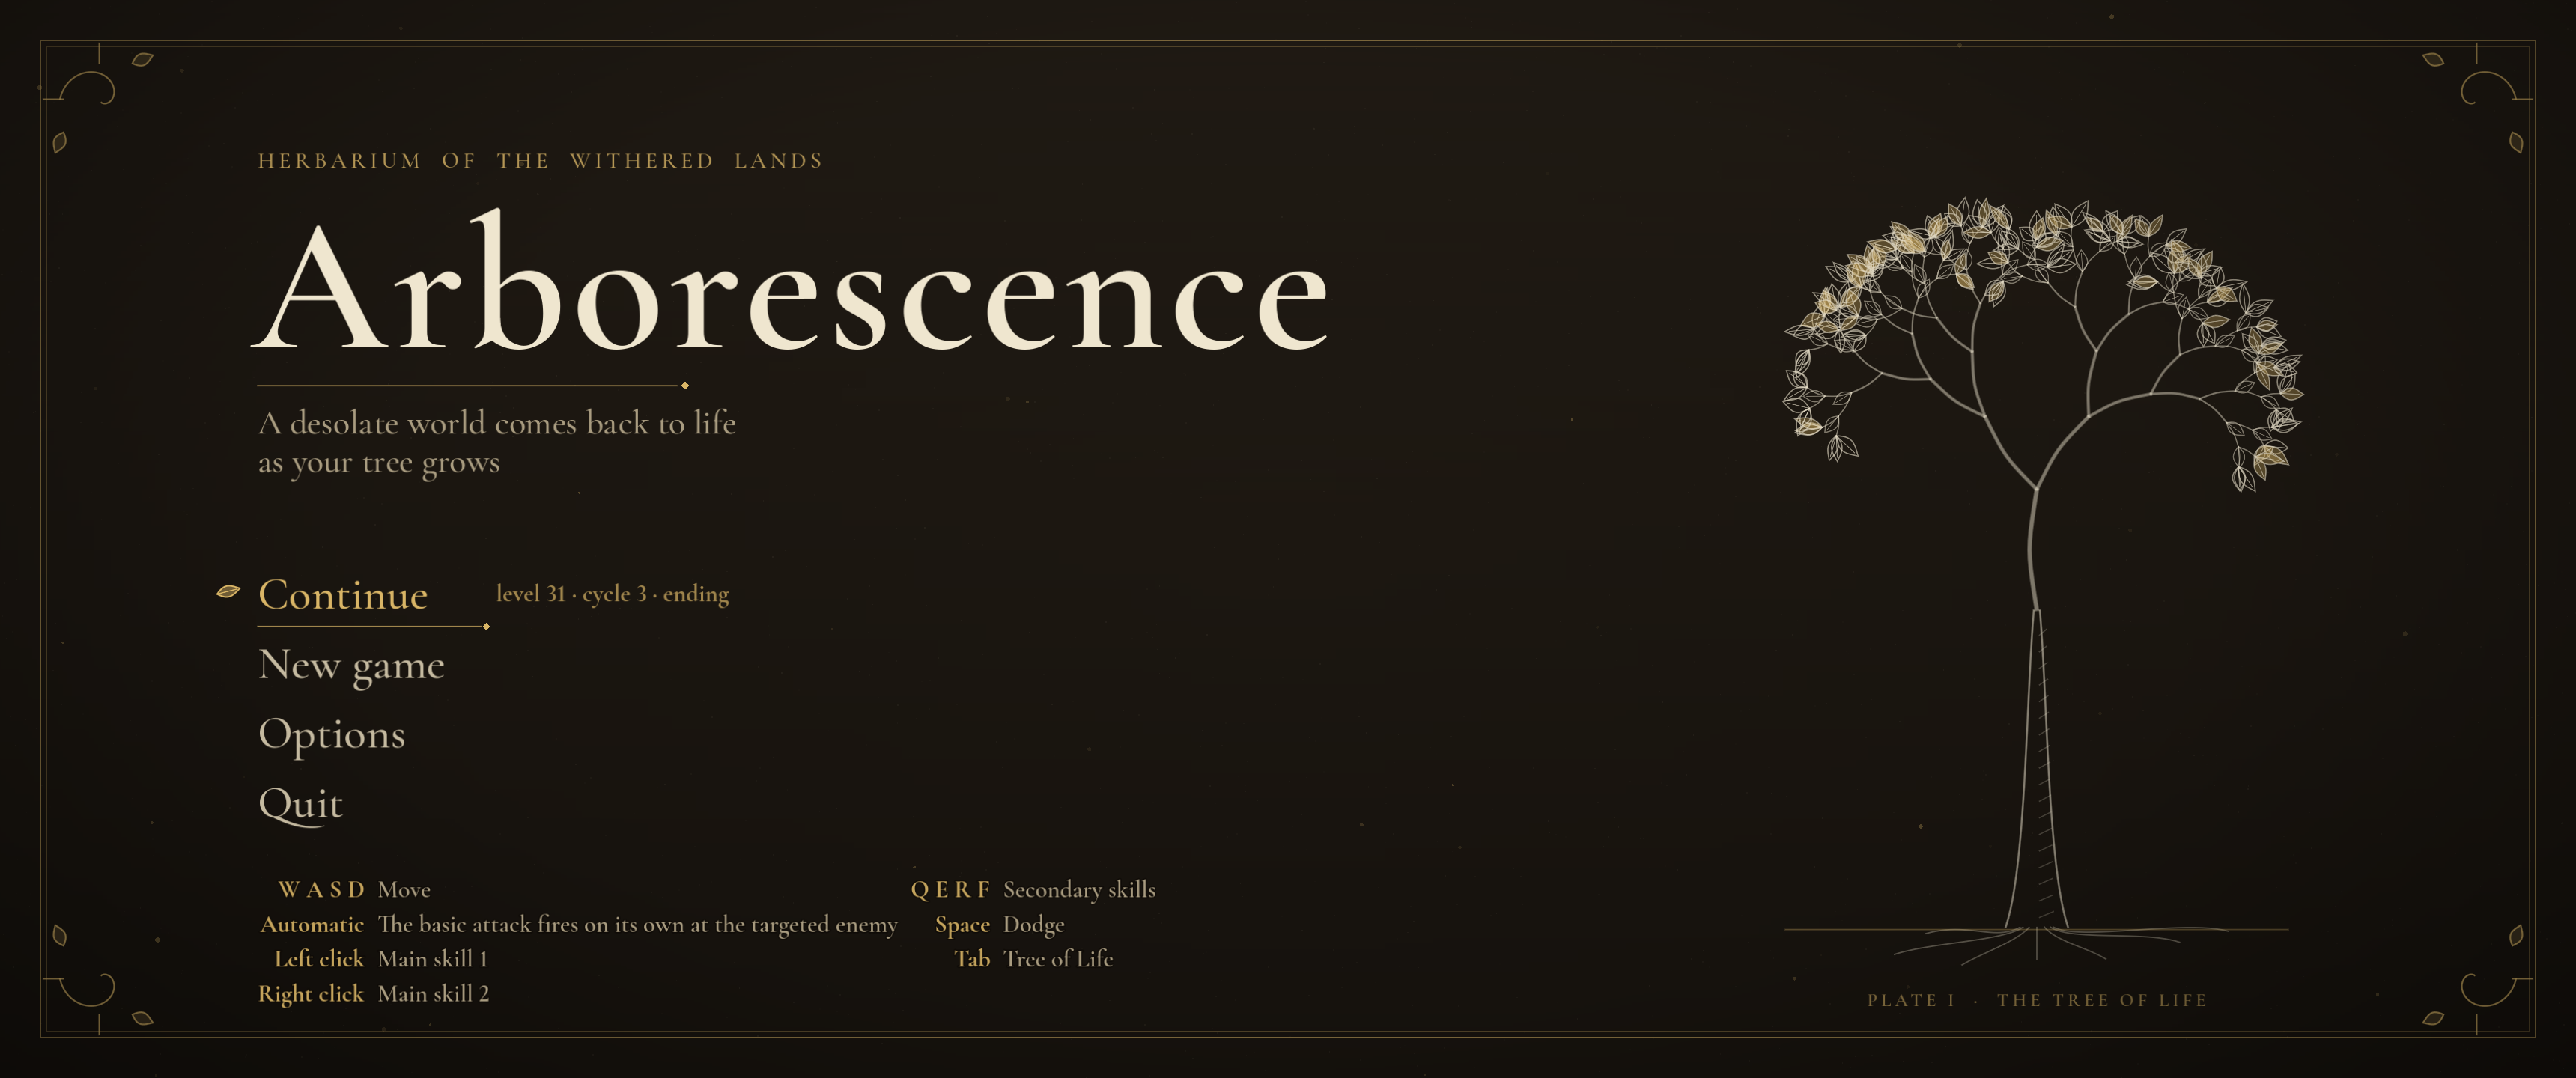 HERBARIUM OF THE WITHERED LANDS
Arborescence
A desolate world comes back to life
as your tree grows
Continue level 31 · cycle 3 · ending
New game
Options
Quit
W A S D Move
Automatic The basic attack fires on its own at the targeted enemy
Left click Main skill 1
Right click Main skill 2
Q E R F Secondary skills
Space Dodge
Tab Tree of Life
PLATE I · THE TREE OF LIFE